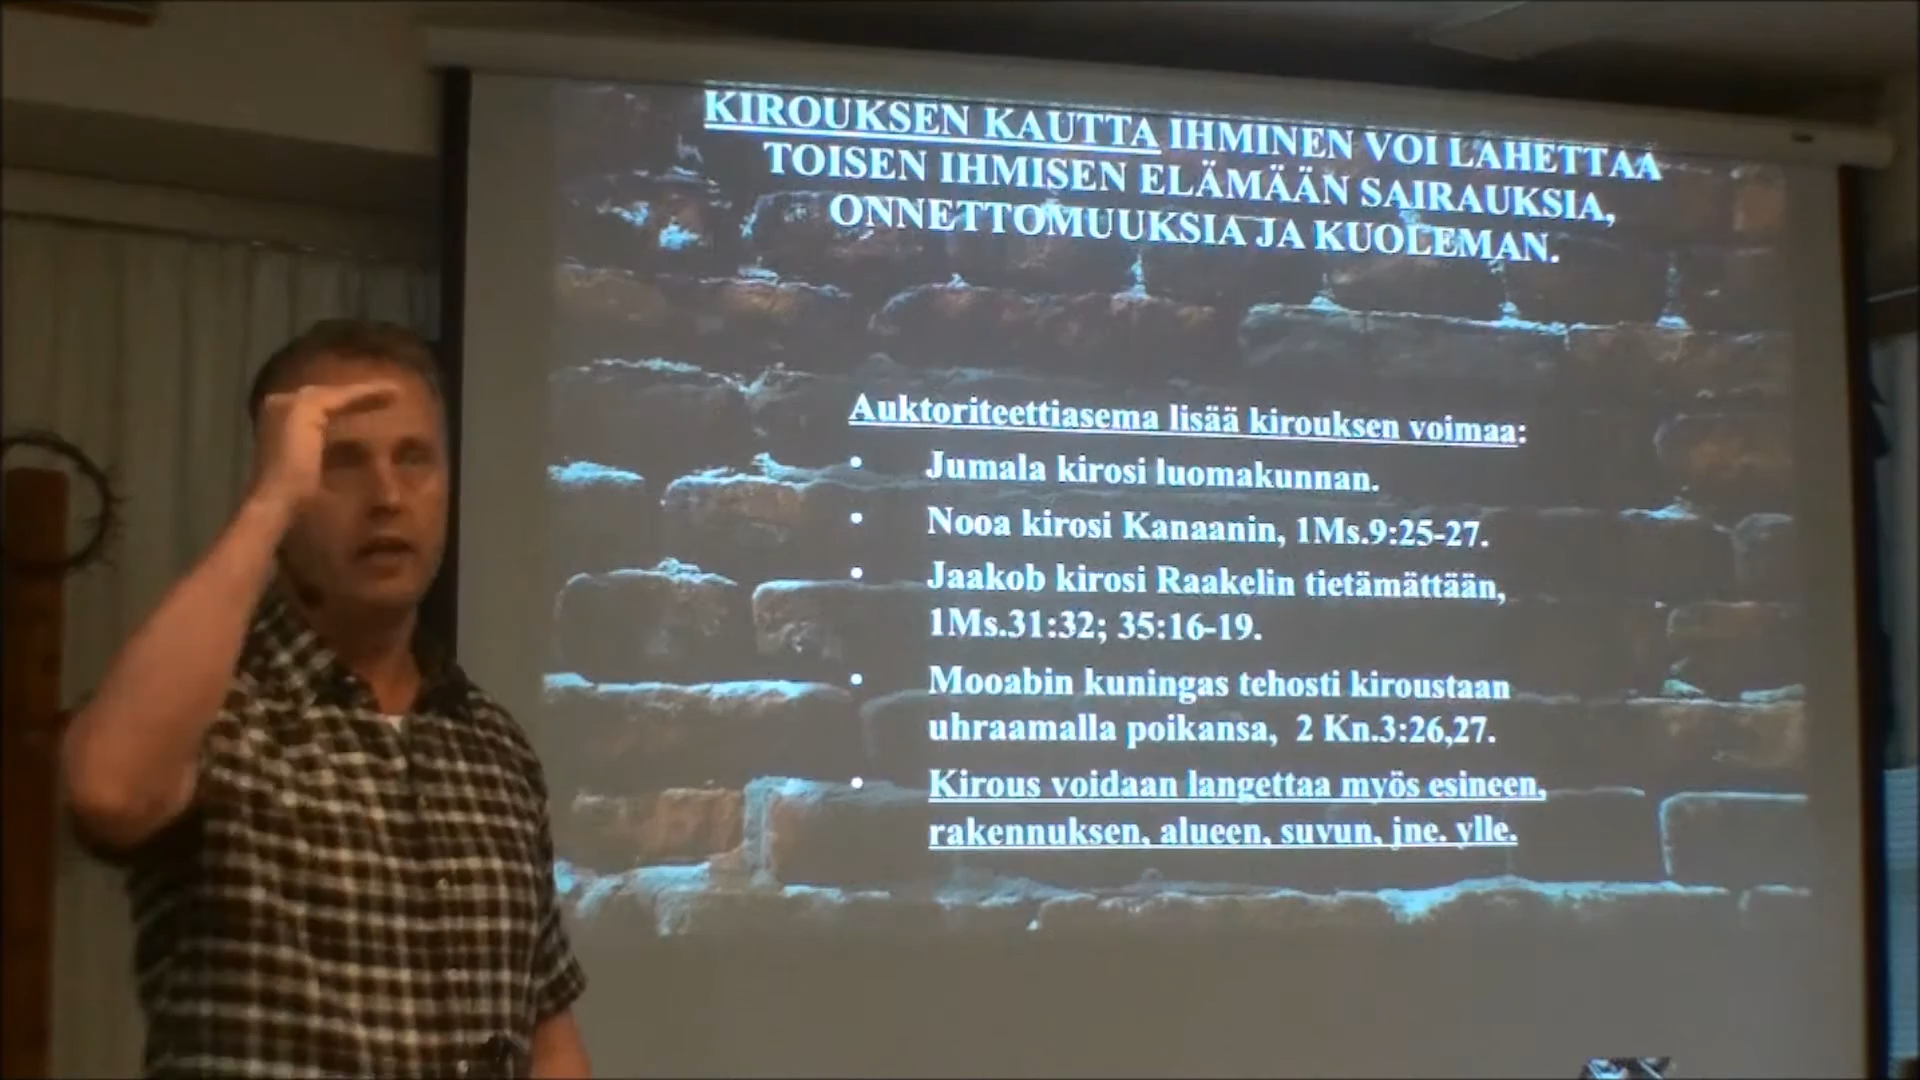 KIROUKSEN KAUTTA IHMINEN VOI LÄHETTÄÄ
TOISEN IHMISEN ELÄMÄÄN SAIRAUKSIA,
ONNETTOMUUKSIA JA KUOLEMAN.
Auktoriteettiasema lisää kirouksen voimaa:
• Jumala kirosi luomakunnan.
• Nooa kirosi Kanaanin, 1Ms.9:25-27.
• Jaakob kirosi Raakelin tietämättään,
1Ms.31:32; 35:16-19.
• Mooabin kuningas tehosti kiroustaan
uhraamalla poikansa, 2 Kn.3:26,27.
• Kirous voidaan langettaa myös esineen,
rakennuksen, alueen, suvun, jne. ylle.